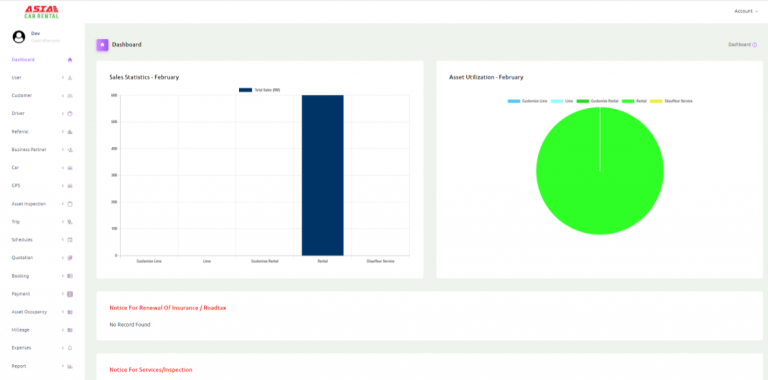 ASIA
CAR RENTAL
Account
Dev
Dashboard
User
Customer
Driver
Referral
Business Partner
Car
GPS
Asset Inspection
Trip
Schedules
Quotation
Booking
Payment
Asset Occupancy
Mileage
Expenses
Report
Dashboard
Dashboard
Sales Statistics - February
Total Sales (RM)
600
500
400
300
200
100
0
Customize Limo
Limo
Customize Rental
Rental
Chauffeur Service
Asset Utilization - February
Customize Limo
Limo
Customize Rental
Rental
Chauffeur Service
Notice For Renewal Of Insurance / Roadtax
No Record Found
Notice For Services/Inspection